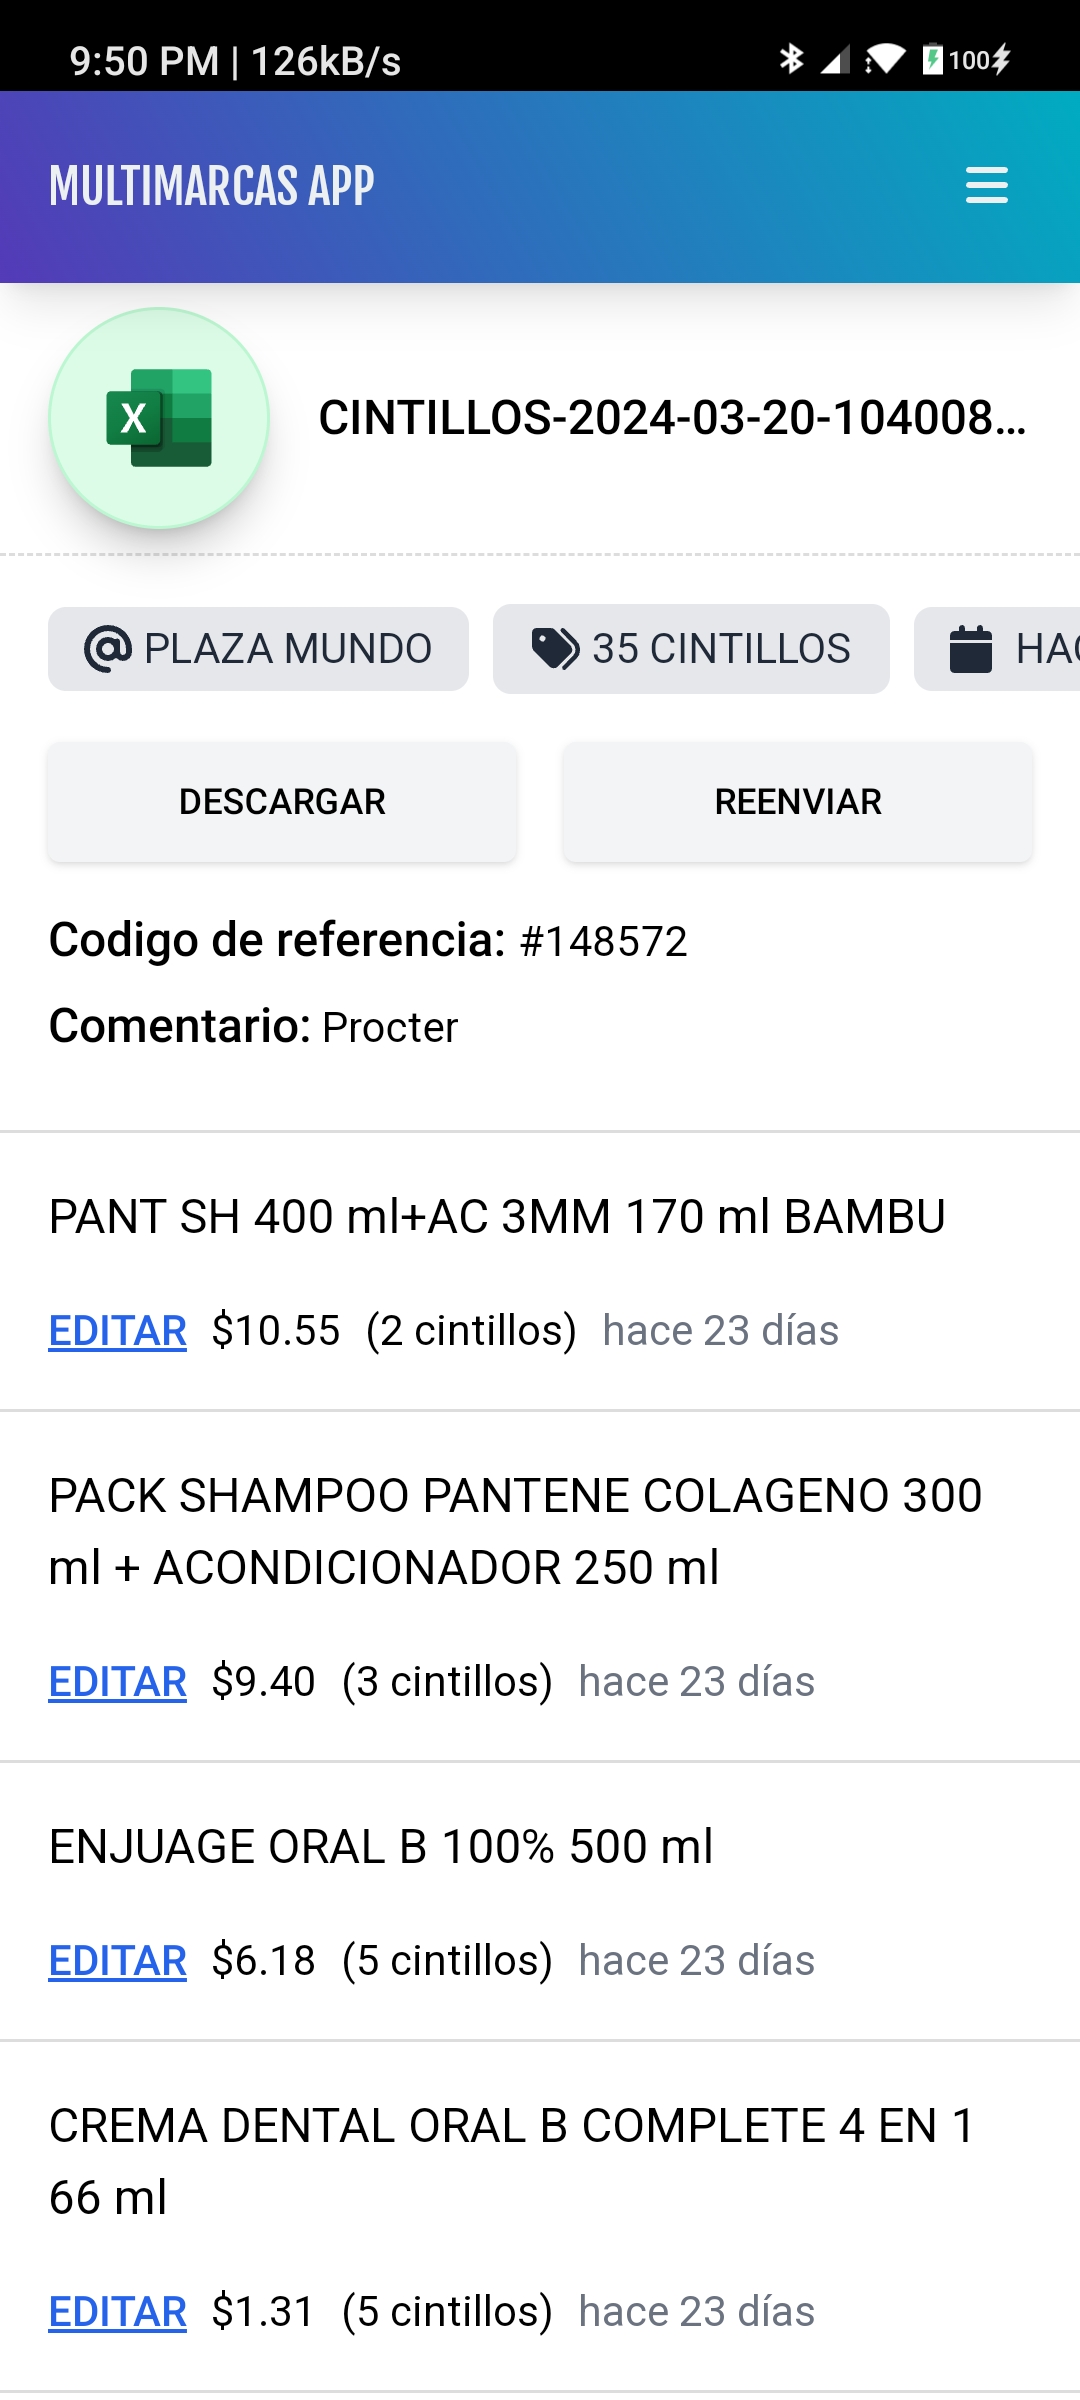 9:50 PM | 126kB/s
100
MULTIMARCAS APP
X
CINTILLOS-2024-03-20-104008...
PLAZA MUNDO
35 CINTILLOS
DESCARGAR
REENVIAR
Codigo de referencia: #148572
Comentario: Procter
PANT SH 400 ml+AC 3MM 170 ml BAMBU
EDITAR $10.55 (2 cintillos) hace 23 días
PACK SHAMPOO PANTENE COLAGENO 300
ml + ACONDICIONADOR 250 ml
EDITAR $9.40 (3 cintillos) hace 23 días
ENJUAGE ORAL B 100% 500 ml
EDITAR $6.18 (5 cintillos) hace 23 días
CREMA DENTAL ORAL B COMPLETE 4 EN 1
66 ml
EDITAR $1.31 (5 cintillos) hace 23 días